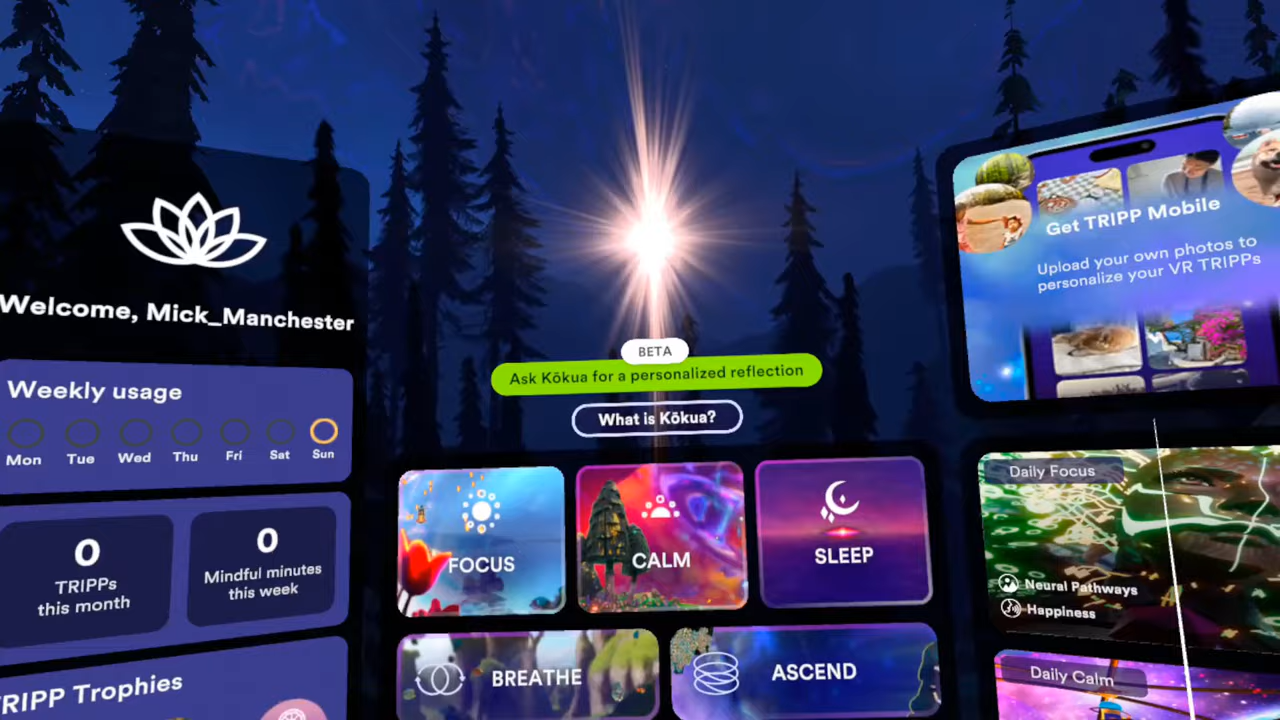 Welcome, Mick_Manchester
Weekly usage
Mon Tue Wed Thu Fri Sat Sun
0
TRIPPs
this month
0
Mindful minutes
this week
TRIPP Trophies
BETA
Ask Kōkua for a personalized reflection
What is Kōkua?
FOCUS
CALM
SLEEP
BREATHE
ASCEND
Get TRIPP Mobile
Upload your own photos to
personalize your VR TRIPPs
Daily Focus
Neural Pathways
Happiness
Daily Calm